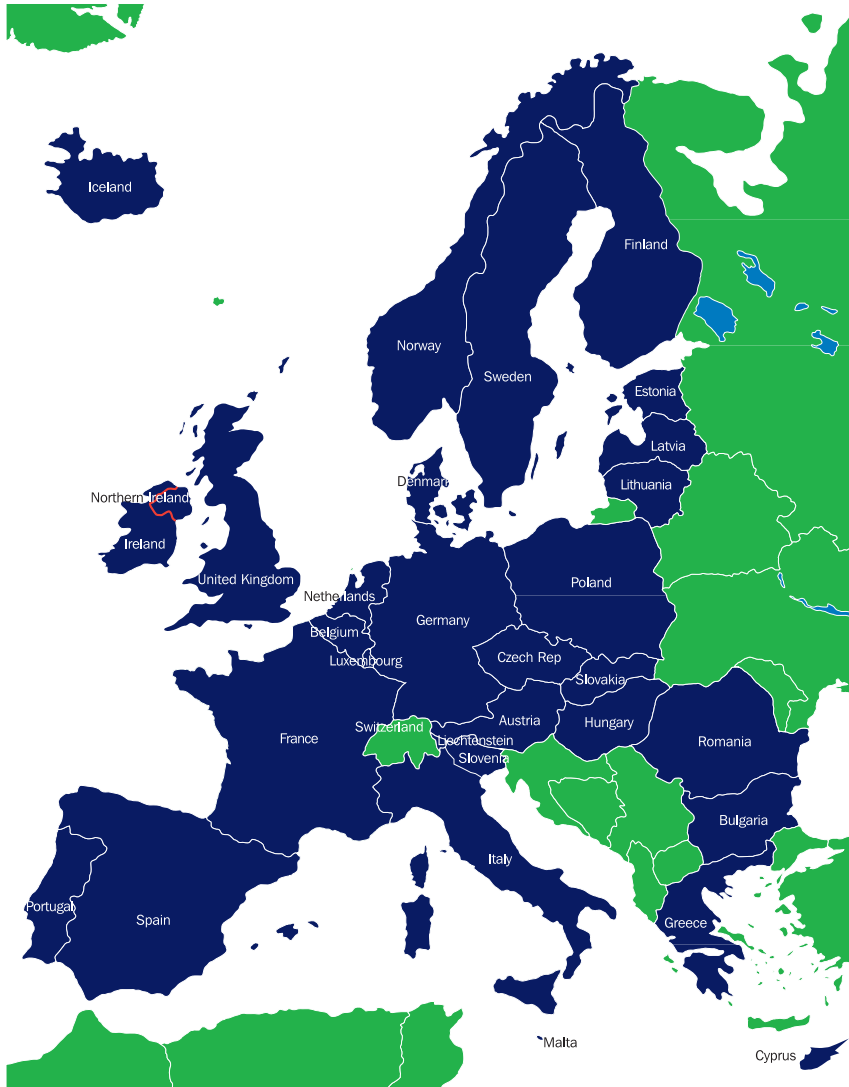 Iceland
Finland
Norway
Sweden
Estonia
Latvia
Denmark
Lithuania
Northern Ireland
Ireland
United Kingdom
Poland
Netherlands
Germany
Belgium
Czech Rep
Luxembourg
Slovakia
Austria
Hungary
Switzerland
France
Liechtenstein
Romania
Slovenia
Bulgaria
Italy
Portugal
Spain
Greece
Malta
Cyprus